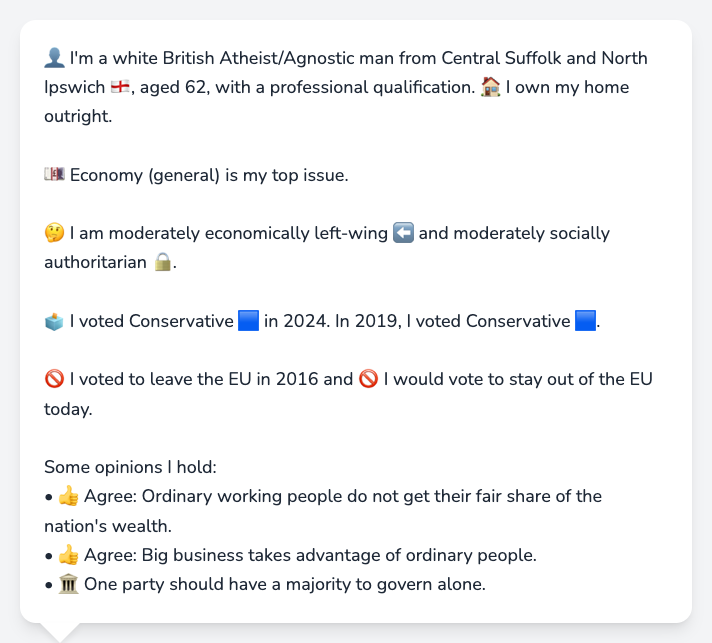 👤 I'm a white British Atheist/Agnostic man from Central Suffolk and North
Ipswich 🏴󠁧󠁢󠁥󠁮󠁧󠁿, aged 62, with a professional qualification. 🏠 I own my home
outright.
💷 Economy (general) is my top issue.
🤔 I am moderately economically left-wing ⬅️ and moderately socially
authoritarian 🔒.
🗳️ I voted Conservative 🟦 in 2024. In 2019, I voted Conservative 🟦.
🚫 I voted to leave the EU in 2016 and 🚫 I would vote to stay out of the EU
today.
Some opinions I hold:
• 👍 Agree: Ordinary working people do not get their fair share of the
nation's wealth.
• 👍 Agree: Big business takes advantage of ordinary people.
• 🏛️ One party should have a majority to govern alone.